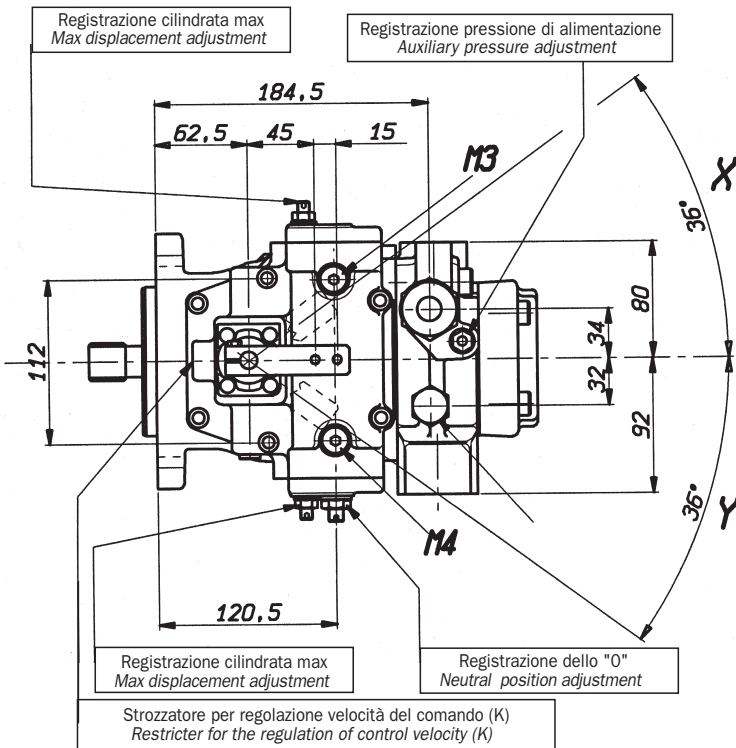 Registrazione cilindrata max
Max displacement adjustment
Registrazione pressione di alimentazione
Auxiliary pressure adjustment
184,5
62,5
45
15
M3
X
36°
80
34
112
32
92
36°
Y
M4
120,5
Registrazione cilindrata max
Max displacement adjustment
Registrazione dello "0"
Neutral position adjustment
Strozzatore per regolazione velocità del comando (K)
Restricter for the regulation of control velocity (K)